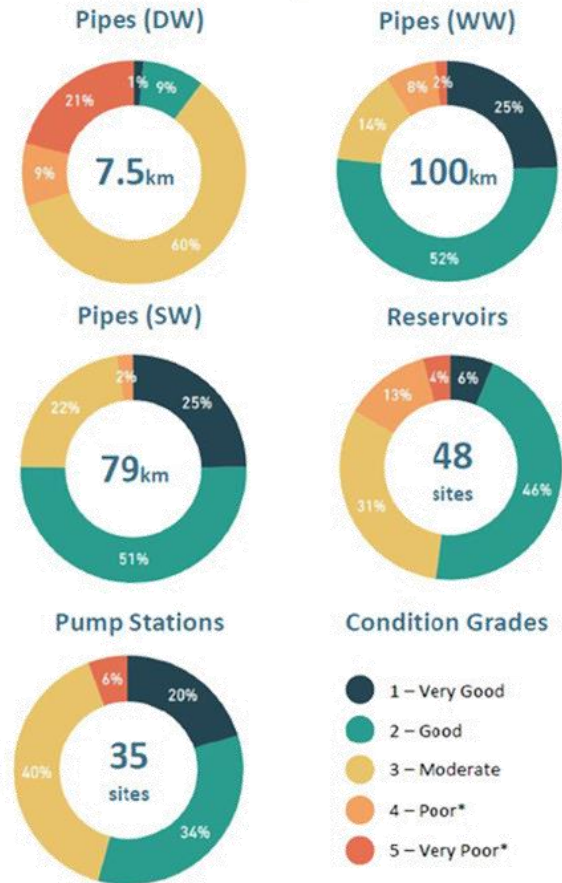 Pipes (DW)
1%
9%
60%
9%
21%
7.5km
Pipes (WW)
25%
52%
14%
8%
2%
100km
Pipes (SW)
25%
51%
22%
2%
79km
Reservoirs
6%
46%
31%
13%
4%
48
sites
Pump Stations
20%
34%
40%
6%
35
sites
Condition Grades
1 – Very Good
2 – Good
3 – Moderate
4 – Poor*
5 – Very Poor*